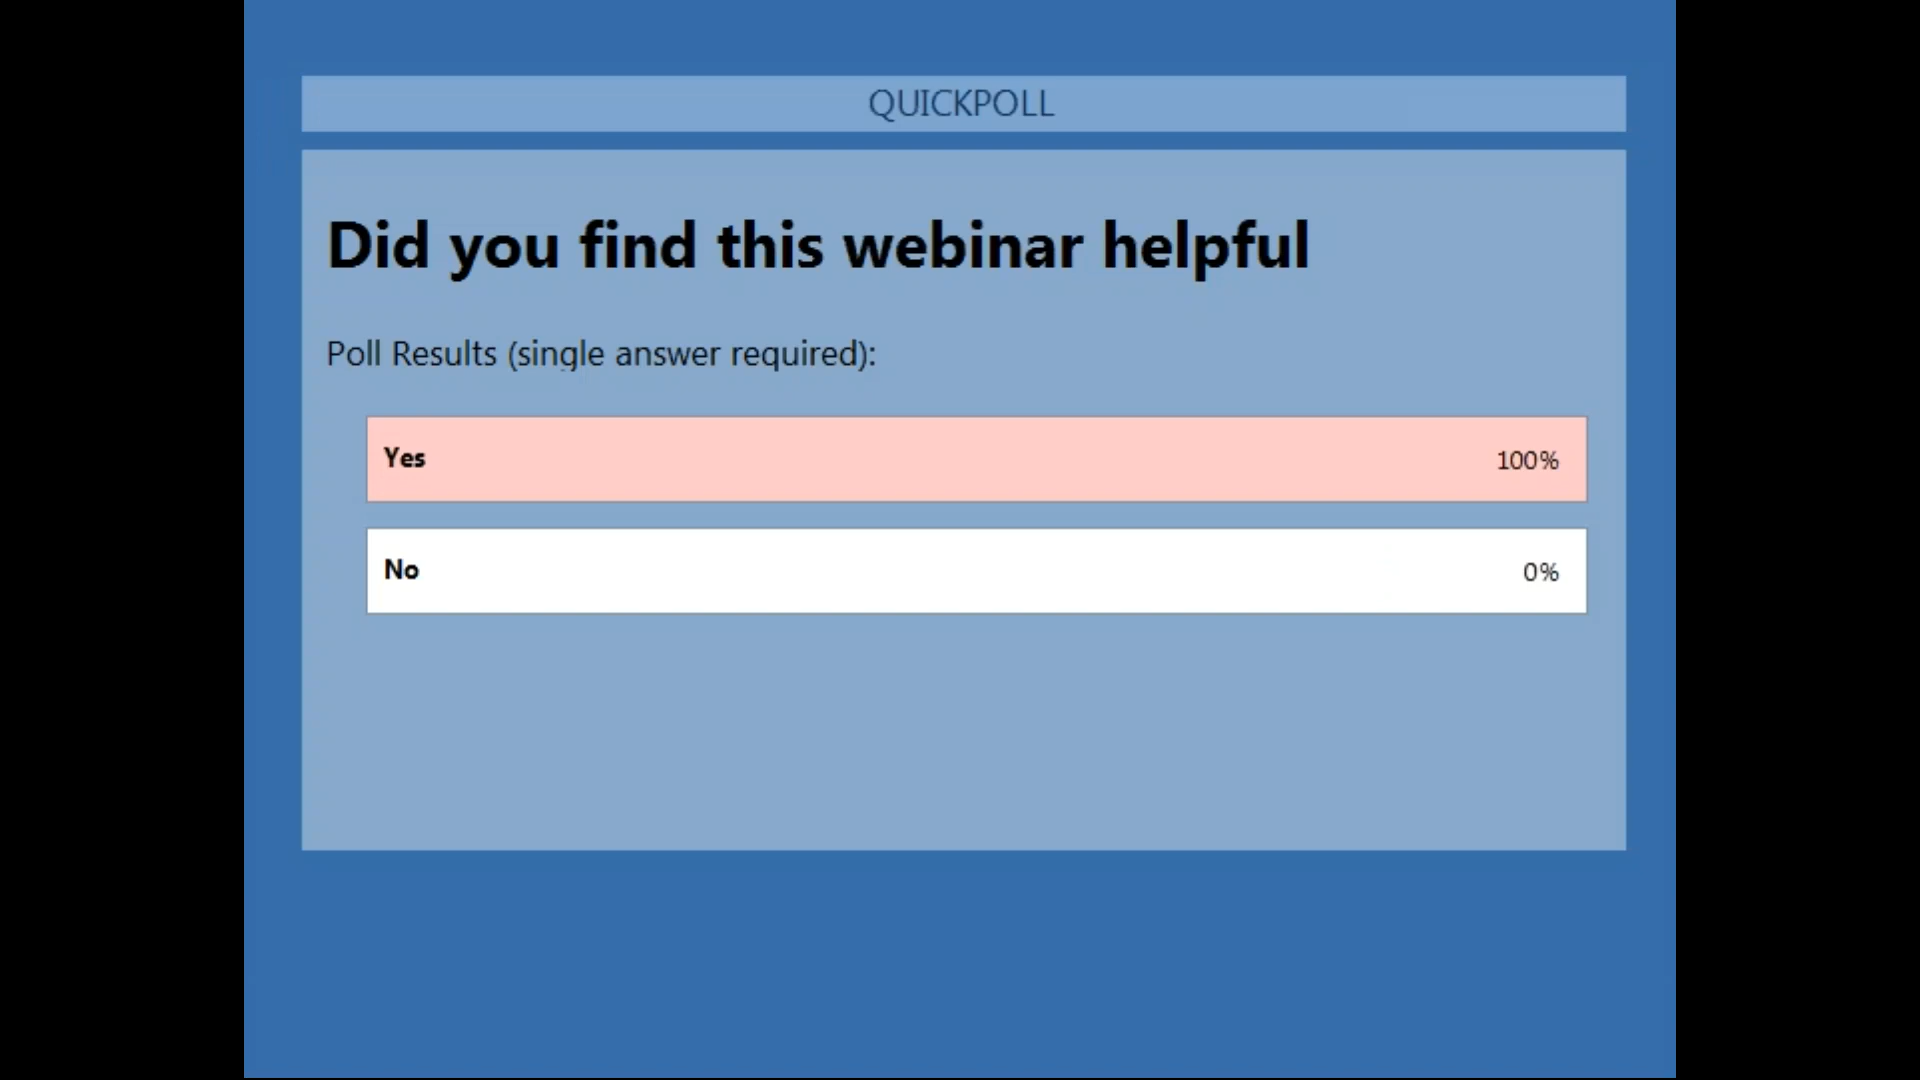 QUICKPOLL
Did you find this webinar helpful
Poll Results (single answer required):
Yes 100%
No 0%